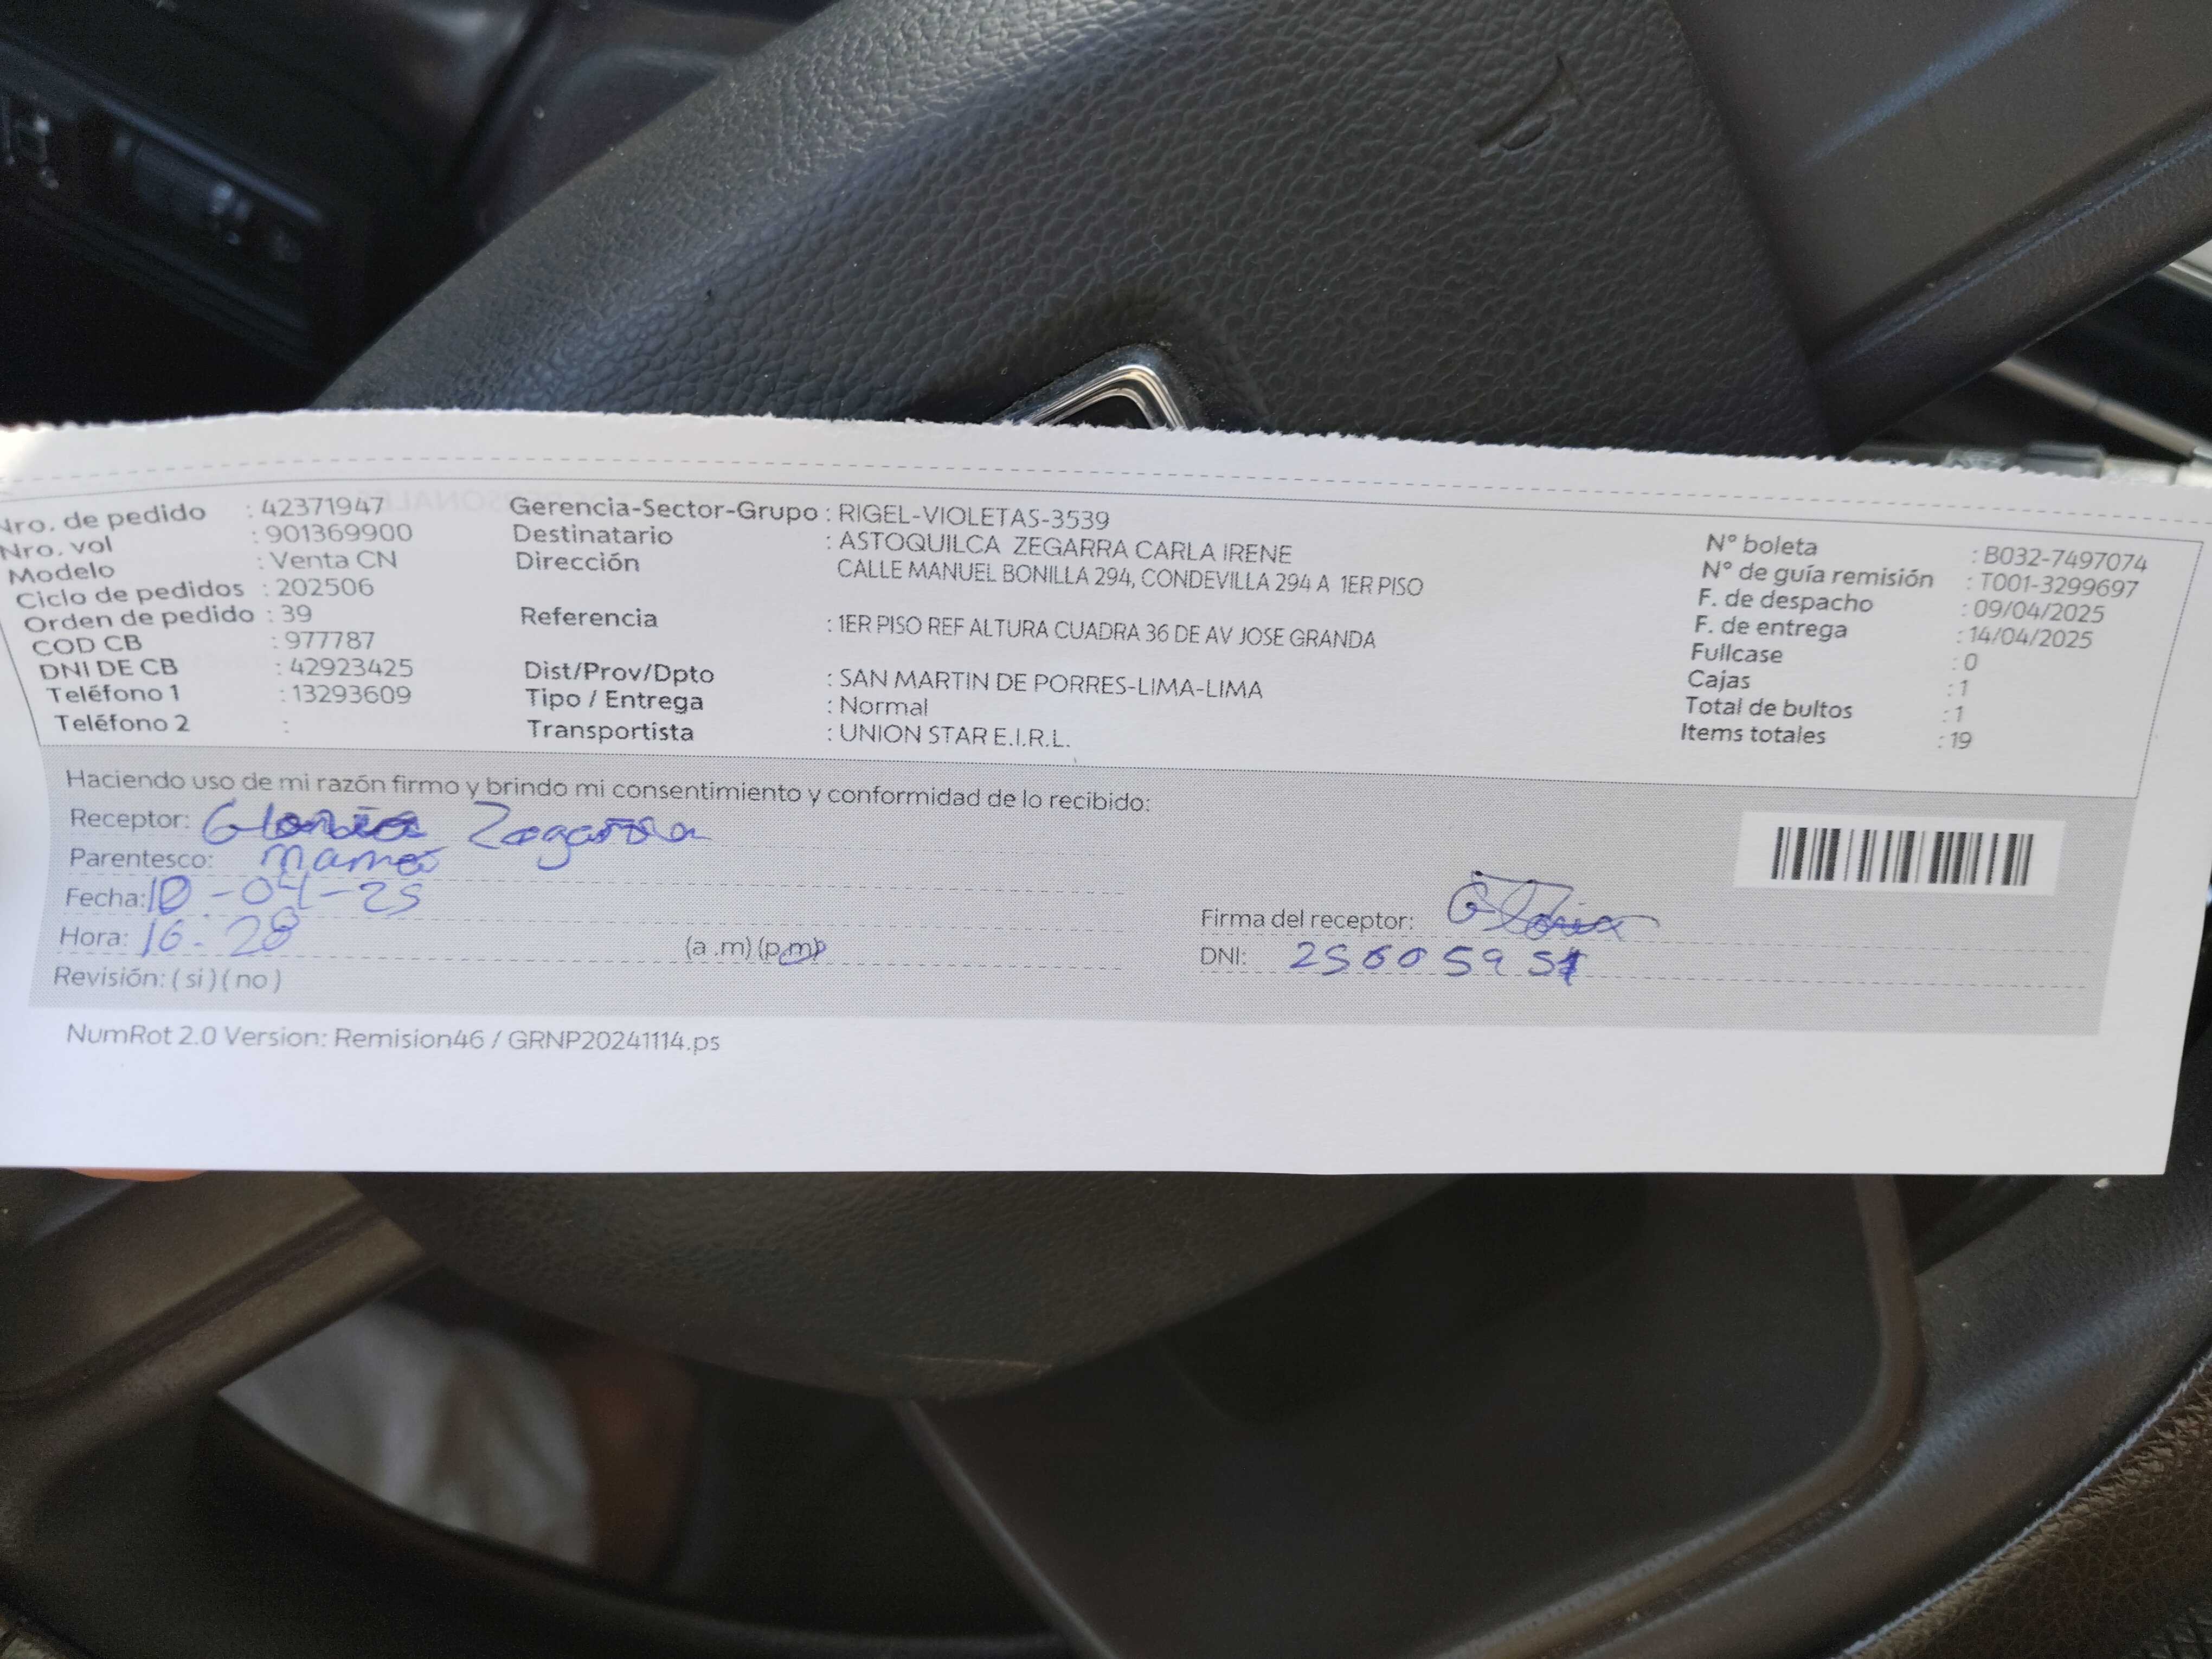 Nro. de pedido : 42371947
Nro. vol : 901369900
Modelo : Venta CN
Ciclo de pedidos : 202506
Orden de pedido : 39
COD CB : 977787
DNI DE CB : 42923425
Teléfono 1 : 13293609
Teléfono 2 :
Gerencia-Sector-Grupo : RIGEL-VIOLETAS-3539
Destinatario : ASTOQUILCA ZEGARRA CARLA IRENE
Dirección CALLE MANUEL BONILLA 294, CONDEVILLA 294 A 1ER PISO
Referencia : 1ER PISO REF ALTURA CUADRA 36 DE AV JOSE GRANDA
Dist/Prov/Dpto : SAN MARTIN DE PORRES-LIMA-LIMA
Tipo / Entrega : Normal
Transportista : UNION STAR E.I.R.L.
N° boleta : B032-7497074
N° de guía remisión : T001-3299697
F. de despacho : 09/04/2025
F. de entrega : 14/04/2025
Fullcase : 0
Cajas : 1
Total de bultos : 1
Items totales : 19
Haciendo uso de mi razón firmo y brindo mi consentimiento y conformidad de lo recibido:
Receptor: Gloria Zegarra
Parentesco: mama
Fecha: 10-04-25
Hora: 16.28 (a .m) (p.m)
Revisión: ( si ) ( no )
Firma del receptor: Gloria
DNI:
NumRot 2.0 Version: Remision46 / GRNP20241114.ps